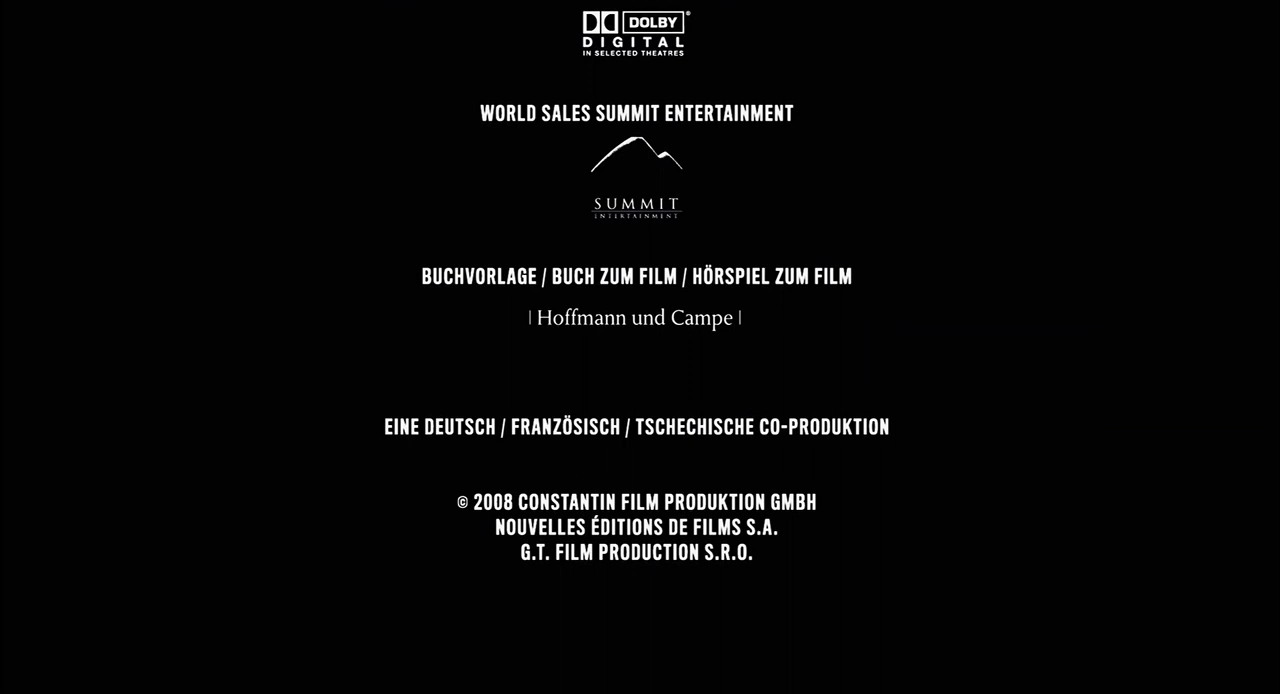 DOLBY®
DIGITAL
IN SELECTED THEATRES
WORLD SALES SUMMIT ENTERTAINMENT
SUMMIT
ENTERTAINMENT
BUCHVORLAGE / BUCH ZUM FILM / HÖRSPIEL ZUM FILM
| Hoffmann und Campe |
EINE DEUTSCH / FRANZÖSISCH / TSCHECHISCHE CO-PRODUKTION
© 2008 CONSTANTIN FILM PRODUKTION GMBH
NOUVELLES ÉDITIONS DE FILMS S.A.
G.T. FILM PRODUCTION S.R.O.